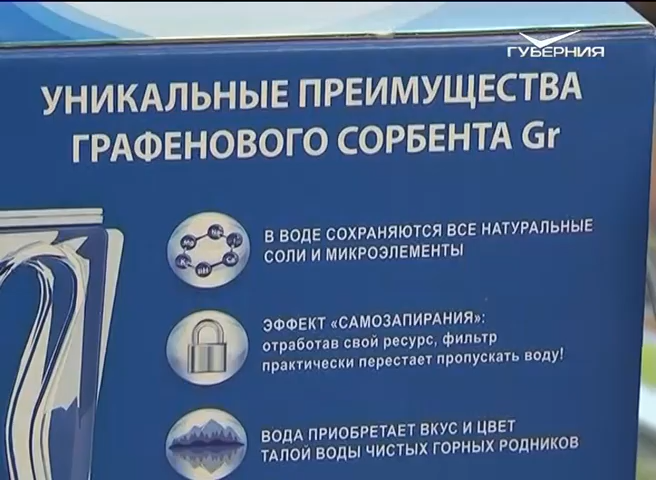 ГУБЕРНИЯ
УНИКАЛЬНЫЕ ПРЕИМУЩЕСТВА
ГРАФЕНОВОГО СОРБЕНТА Gr
В ВОДЕ СОХРАНЯЮТСЯ ВСЕ НАТУРАЛЬНЫЕ
СОЛИ И МИКРОЭЛЕМЕНТЫ
ЭФФЕКТ «САМОЗАПИРАНИЯ»:
отработав свой ресурс, фильтр
практически перестает пропускать воду!
ВОДА ПРИОБРЕТАЕТ ВКУС И ЦВЕТ
ТАЛОЙ ВОДЫ ЧИСТЫХ ГОРНЫХ РОДНИКОВ